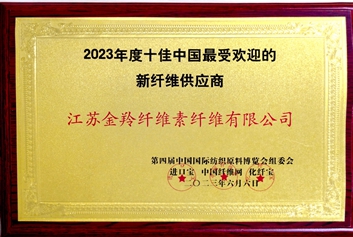 2023年度十佳中国最受欢迎的
新纤维供应商
江苏金羚纤维素纤维有限公司
第四届中国国际纺织原料博览会组委会
进口宝 中国纤维网 化纤宝
二〇二三年六月六日